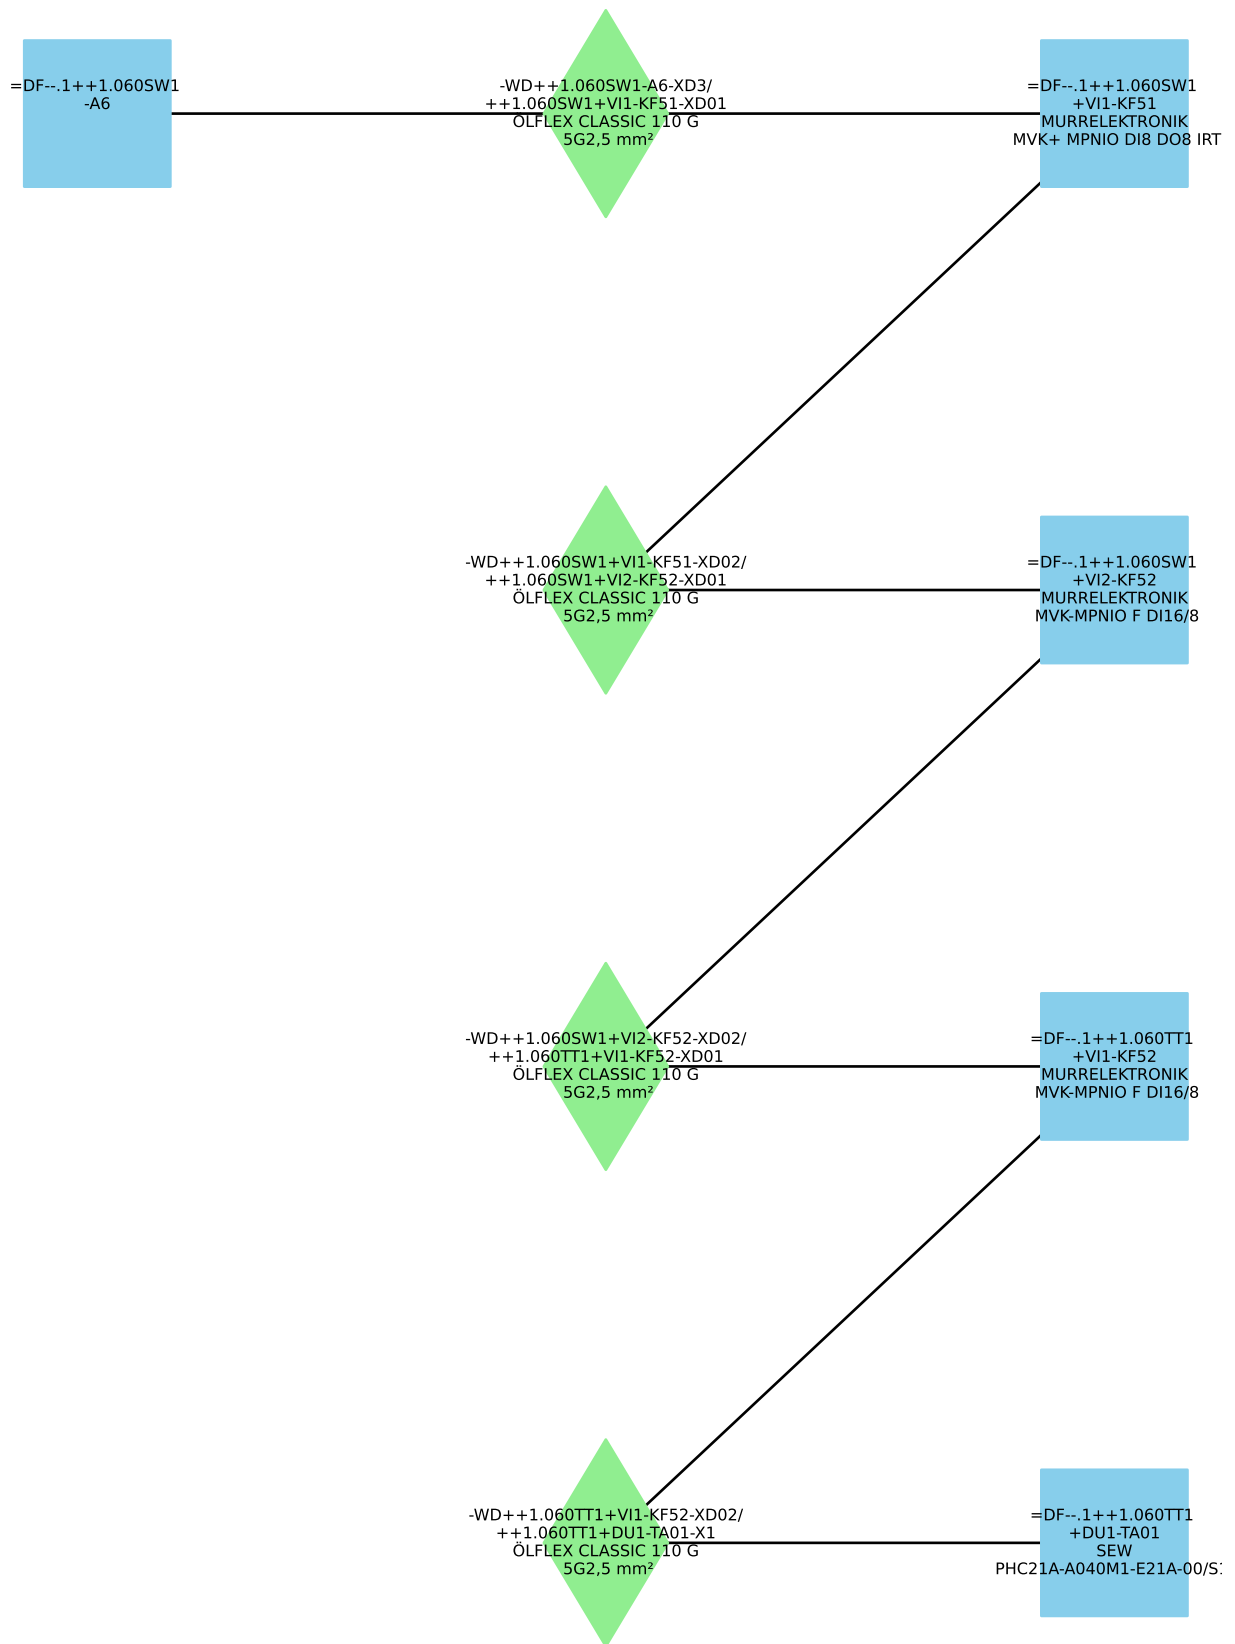 =DF--.1++1.060SW1
-A6
-WD++1.060SW1-A6-XD3/
++1.060SW1+VI1-KF51-XD01
ÖLFLEX CLASSIC 110 G
5G2,5 mm²
=DF--.1++1.060SW1
+VI1-KF51
MURRELEKTRONIK
MVK+ MPNIO DI8 DO8 IRT
-WD++1.060SW1+VI1-KF51-XD02/
++1.060SW1+VI2-KF52-XD01
ÖLFLEX CLASSIC 110 G
5G2,5 mm²
=DF--.1++1.060SW1
+VI2-KF52
MURRELEKTRONIK
MVK-MPNIO F DI16/8
-WD++1.060SW1+VI2-KF52-XD02/
++1.060TT1+VI1-KF52-XD01
ÖLFLEX CLASSIC 110 G
5G2,5 mm²
=DF--.1++1.060TT1
+VI1-KF52
MURRELEKTRONIK
MVK-MPNIO F DI16/8
-WD++1.060TT1+VI1-KF52-XD02/
++1.060TT1+DU1-TA01-X1
ÖLFLEX CLASSIC 110 G
5G2,5 mm²
=DF--.1++1.060TT1
+DU1-TA01
SEW
PHC21A-A040M1-E21A-00/S